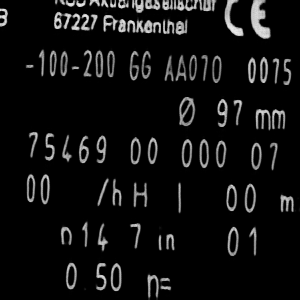 KSB Aktiengesellschaft
67227 Frankenthal
CE
-100-200 GG AA070 0075
Ø 97 mm
75469 00 000 07
00 /h H | 00 m
n 14 7 in 01
0 50 n=